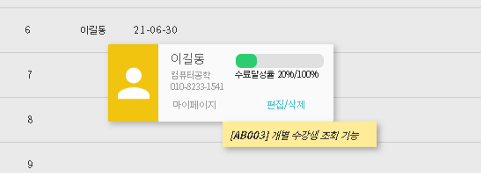 6 이길동 21-06-30
이길동
컴퓨터공학
수료달성률 20%/100%
010-8233-1541
7
마이페이지 편집/삭제
8
[AB003] 개별 수강생 조회 기능
9